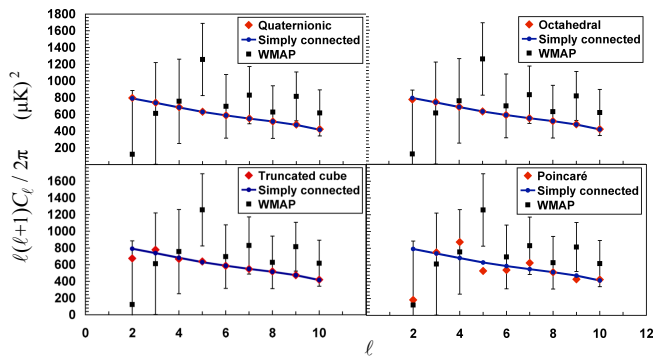 ℓ(ℓ+1)Cℓ / 2π (μK)²
1800
1600
1400
1200
1000
800
600
400
200
0
Quaternionic
Simply connected
WMAP
Octahedral
Simply connected
WMAP
1600
1400
1200
1000
800
600
400
200
0
Truncated cube
Simply connected
WMAP
Poincaré
Simply connected
WMAP
0 2 4 6 8 10
0 2 4 6 8 10 12
ℓ